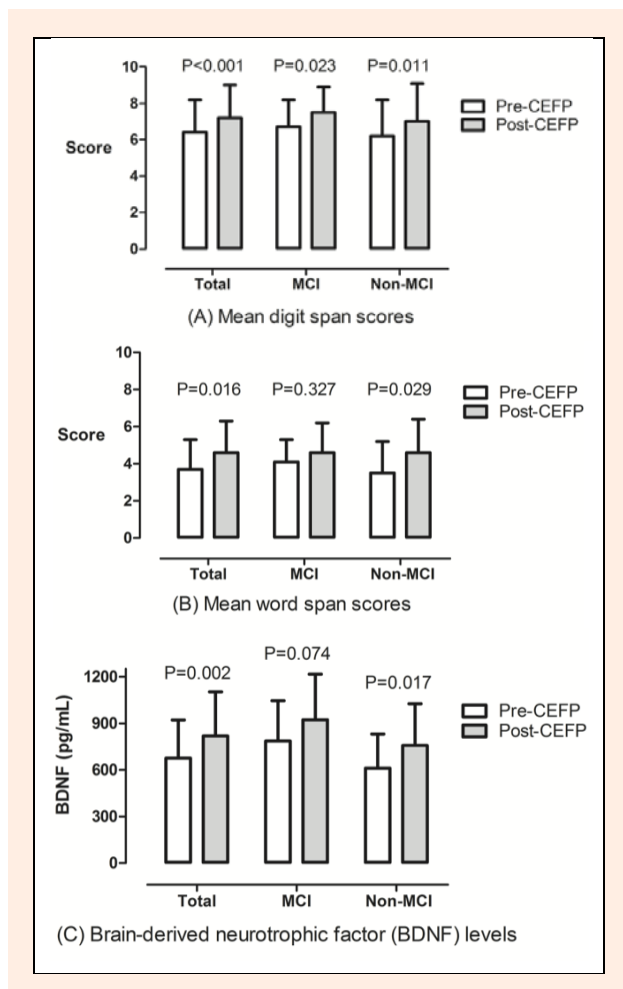 10
8
6
4
2
0
Score
P<0.001
P=0.023
P=0.011
Pre-CEFP
Post-CEFP
Total
MCI
Non-MCI
(A) Mean digit span scores
10
8
6
4
2
0
Score
P=0.016
P=0.327
P=0.029
Pre-CEFP
Post-CEFP
Total
MCI
Non-MCI
(B) Mean word span scores
1200
900
600
300
0
BDNF (pg/mL)
P=0.002
P=0.074
P=0.017
Pre-CEFP
Post-CEFP
Total
MCI
Non-MCI
(C) Brain-derived neurotrophic factor (BDNF) levels